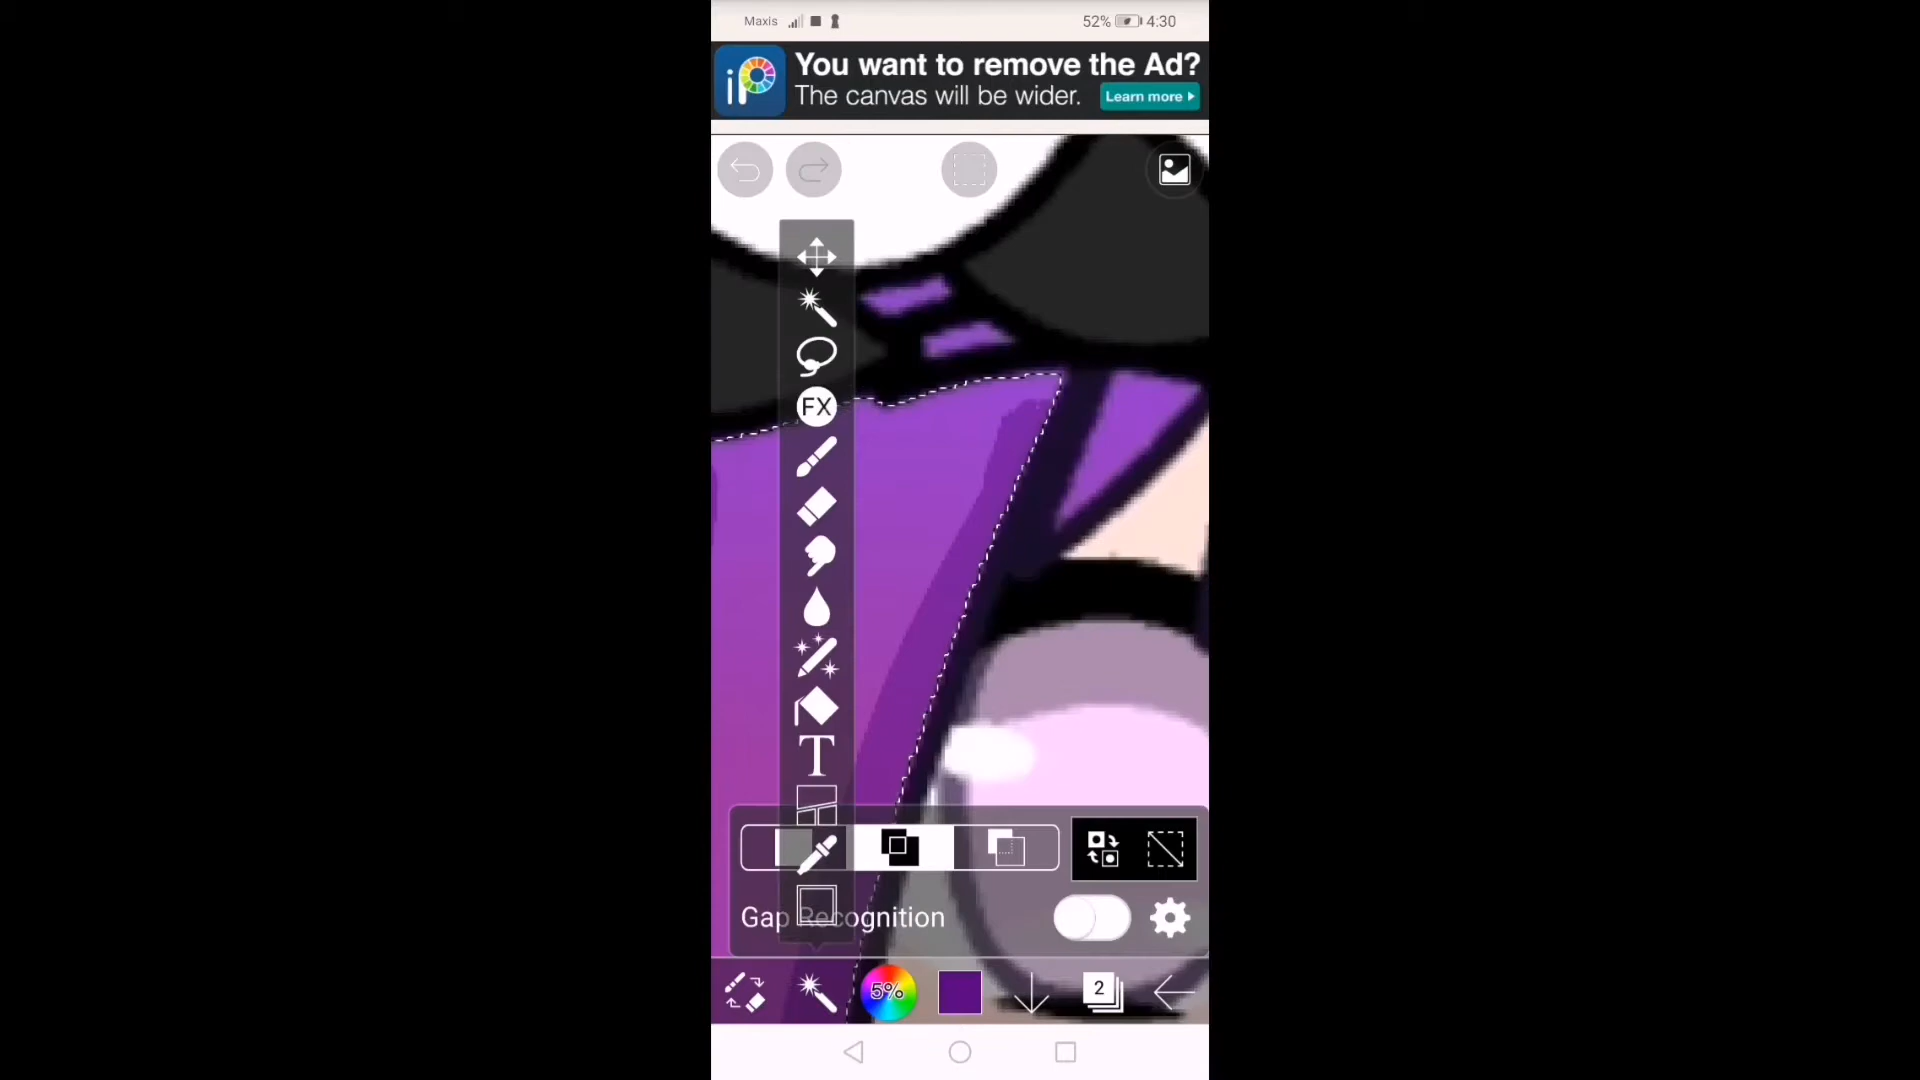 Maxis
52%
4:30
iP
You want to remove the Ad?
The canvas will be wider.
Learn more
FX
T
Gap Recognition
5%
2